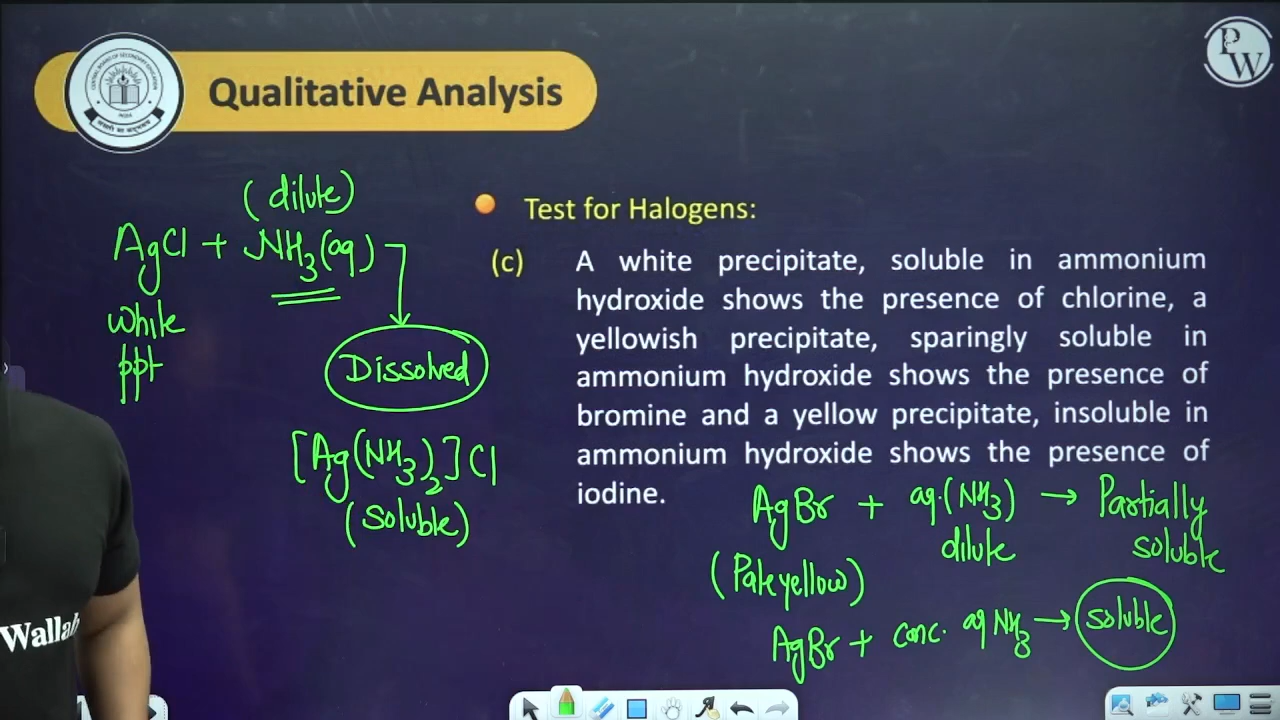 Qualitative Analysis
PW
(dilute)
AgCl + NH3(aq)
white
ppt
Dissolved
[Ag(NH3)2]Cl
(soluble)
Test for Halogens:
(c) A white precipitate, soluble in ammonium
hydroxide shows the presence of chlorine, a
yellowish precipitate, sparingly soluble in
ammonium hydroxide shows the presence of
bromine and a yellow precipitate, insoluble in
ammonium hydroxide shows the presence of
iodine.
AgBr + aq.(NH3) → Partially
dilute soluble
(Pale yellow)
AgBr + conc. aq NH3 → soluble
Wallah